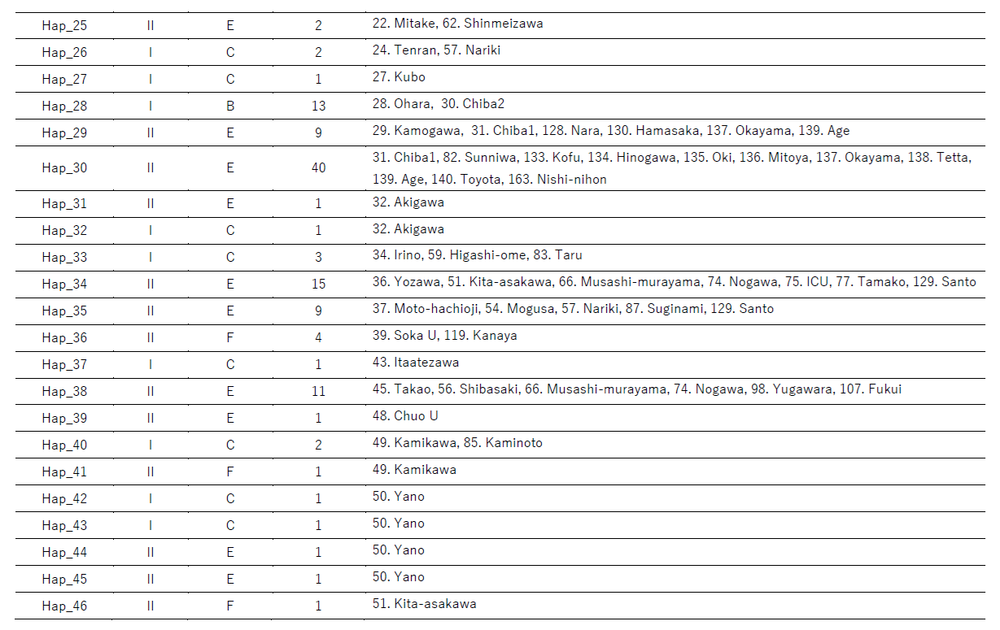 Hap_25 II E 2 22. Mitake, 62. Shinmeizawa
Hap_26 I C 2 24. Tenran, 57. Nariki
Hap_27 I C 1 27. Kubo
Hap_28 I B 13 28. Ohara, 30. Chiba2
Hap_29 II E 9 29. Kamogawa, 31. Chiba1, 128. Nara, 130. Hamasaka, 137. Okayama, 139. Age
Hap_30 II E 40 31. Chiba1, 82. Sunniwa, 133. Kofu, 134. Hinogawa, 135. Oki, 136. Mitoya, 137. Okayama, 138. Tetta,
139. Age, 140. Toyota, 163. Nishi-nihon
Hap_31 II E 1 32. Akigawa
Hap_32 I C 1 32. Akigawa
Hap_33 I C 3 34. Irino, 59. Higashi-ome, 83. Taru
Hap_34 II E 15 36. Yozawa, 51. Kita-asakawa, 66. Musashi-murayama, 74. Nogawa, 75. ICU, 77. Tamako, 129. Santo
Hap_35 II E 9 37. Moto-hachioji, 54. Mogusa, 57. Nariki, 87. Suginami, 129. Santo
Hap_36 II F 4 39. Soka U, 119. Kanaya
Hap_37 I C 1 43. Itaatezawa
Hap_38 II E 11 45. Takao, 56. Shibasaki, 66. Musashi-murayama, 74. Nogawa, 98. Yugawara, 107. Fukui
Hap_39 II E 1 48. Chuo U
Hap_40 I C 2 49. Kamikawa, 85. Kaminoto
Hap_41 II F 1 49. Kamikawa
Hap_42 I C 1 50. Yano
Hap_43 I C 1 50. Yano
Hap_44 II E 1 50. Yano
Hap_45 II E 1 50. Yano
Hap_46 II F 1 51. Kita-asakawa